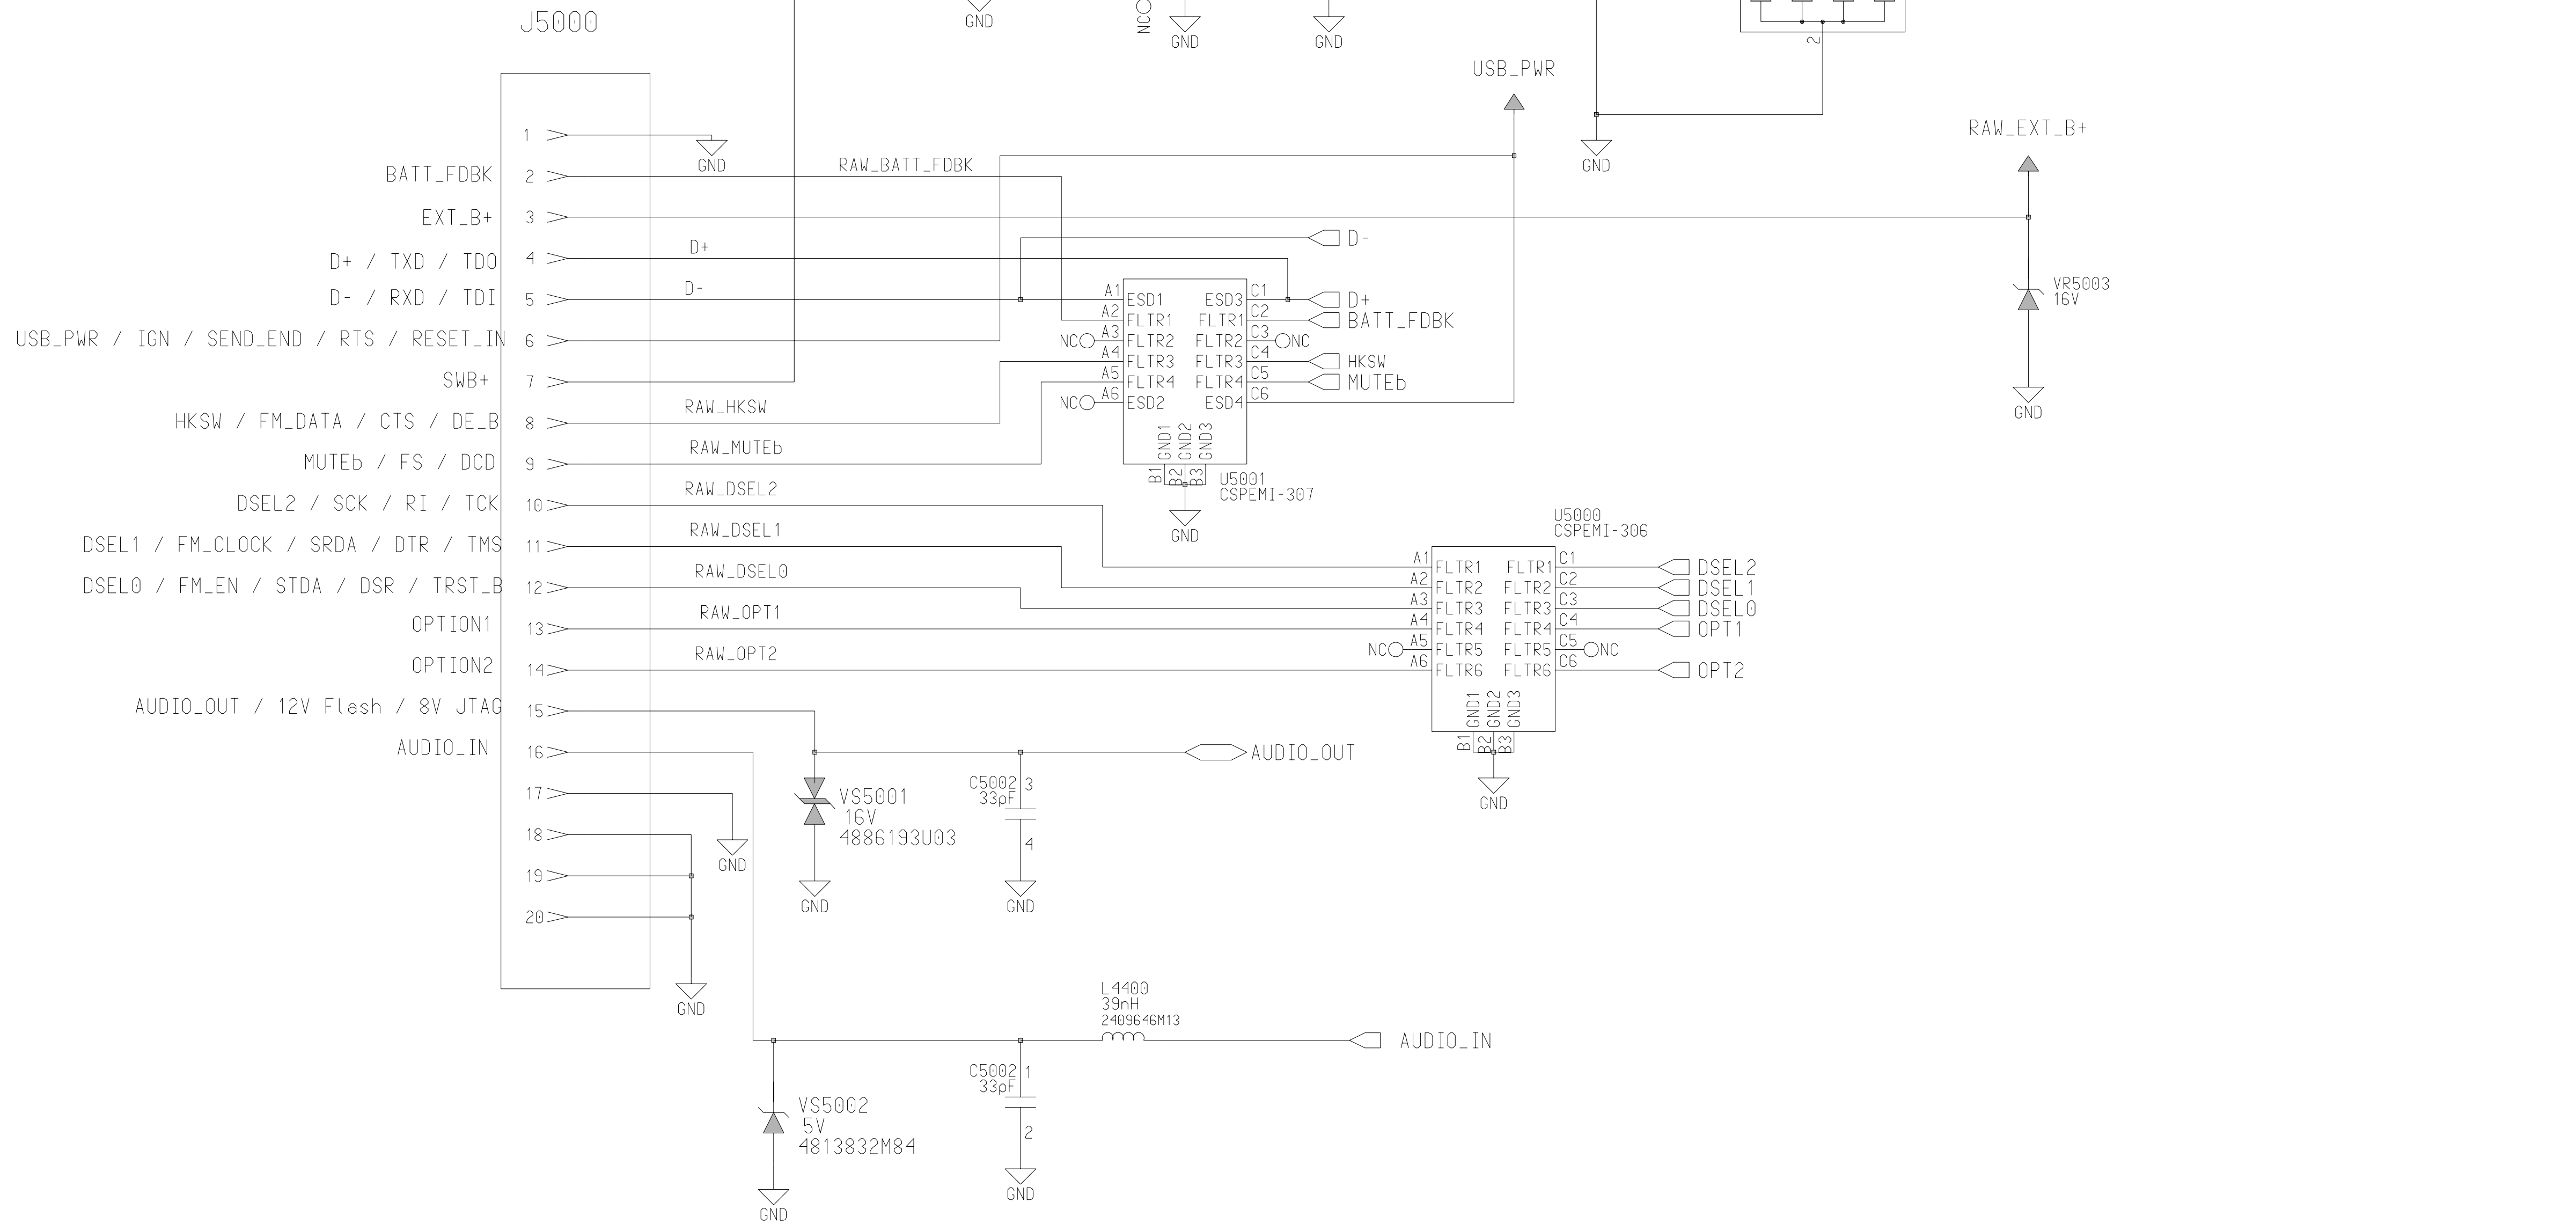 J5000
GND
NC
GND
GND
2
USB_PWR
RAW_EXT_B+
1
GND
GND
BATT_FDBK
2
RAW_BATT_FDBK
EXT_B+
3
D-
D+ / TXD / TDO
4
D+
D- / RXD / TDI
5
D-
A1
ESD1
ESD3
C1
D+
A2
FLTR1
FLTR1
C2
BATT_FDBK
USB_PWR / IGN / SEND_END / RTS / RESET_IN
6
NC
A3
FLTR2
FLTR2
C3
NC
A4
FLTR3
FLTR3
C4
HKSW
SWB+
7
A5
FLTR4
FLTR4
C5
MUTEb
NC
A6
ESD2
ESD4
C6
GND1
GND2
GND3
B1
B2
B3
U5001
CSPEMI-307
GND
VR5003
16V
GND
HKSW / FM_DATA / CTS / DE_B
8
RAW_HKSW
MUTEb / FS / DCD
9
RAW_MUTEb
DSEL2 / SCK / RI / TCK
10
RAW_DSEL2
DSEL1 / FM_CLOCK / SRDA / DTR / TMS
11
RAW_DSEL1
DSEL0 / FM_EN / STDA / DSR / TRST_B
12
RAW_DSEL0
OPTION1
13
RAW_OPT1
OPTION2
14
RAW_OPT2
U5000
CSPEMI-306
A1
FLTR1
FLTR1
C1
DSEL2
A2
FLTR2
FLTR2
C2
DSEL1
A3
FLTR3
FLTR3
C3
DSEL0
A4
FLTR4
FLTR4
C4
OPT1
NC
A5
FLTR5
FLTR5
C5
NC
A6
FLTR6
FLTR6
C6
OPT2
GND1
GND2
GND3
B1
B2
B3
GND
AUDIO_OUT / 12V Flash / 8V JTAG
15
AUDIO_IN
16
AUDIO_OUT
17
VS5001
16V
4886193U03
C5002
33pF
3
4
18
GND
19
GND
GND
20
GND
L4400
39nH
2409646M13
AUDIO_IN
C5002
33pF
1
2
VS5002
5V
4813832M84
GND
GND